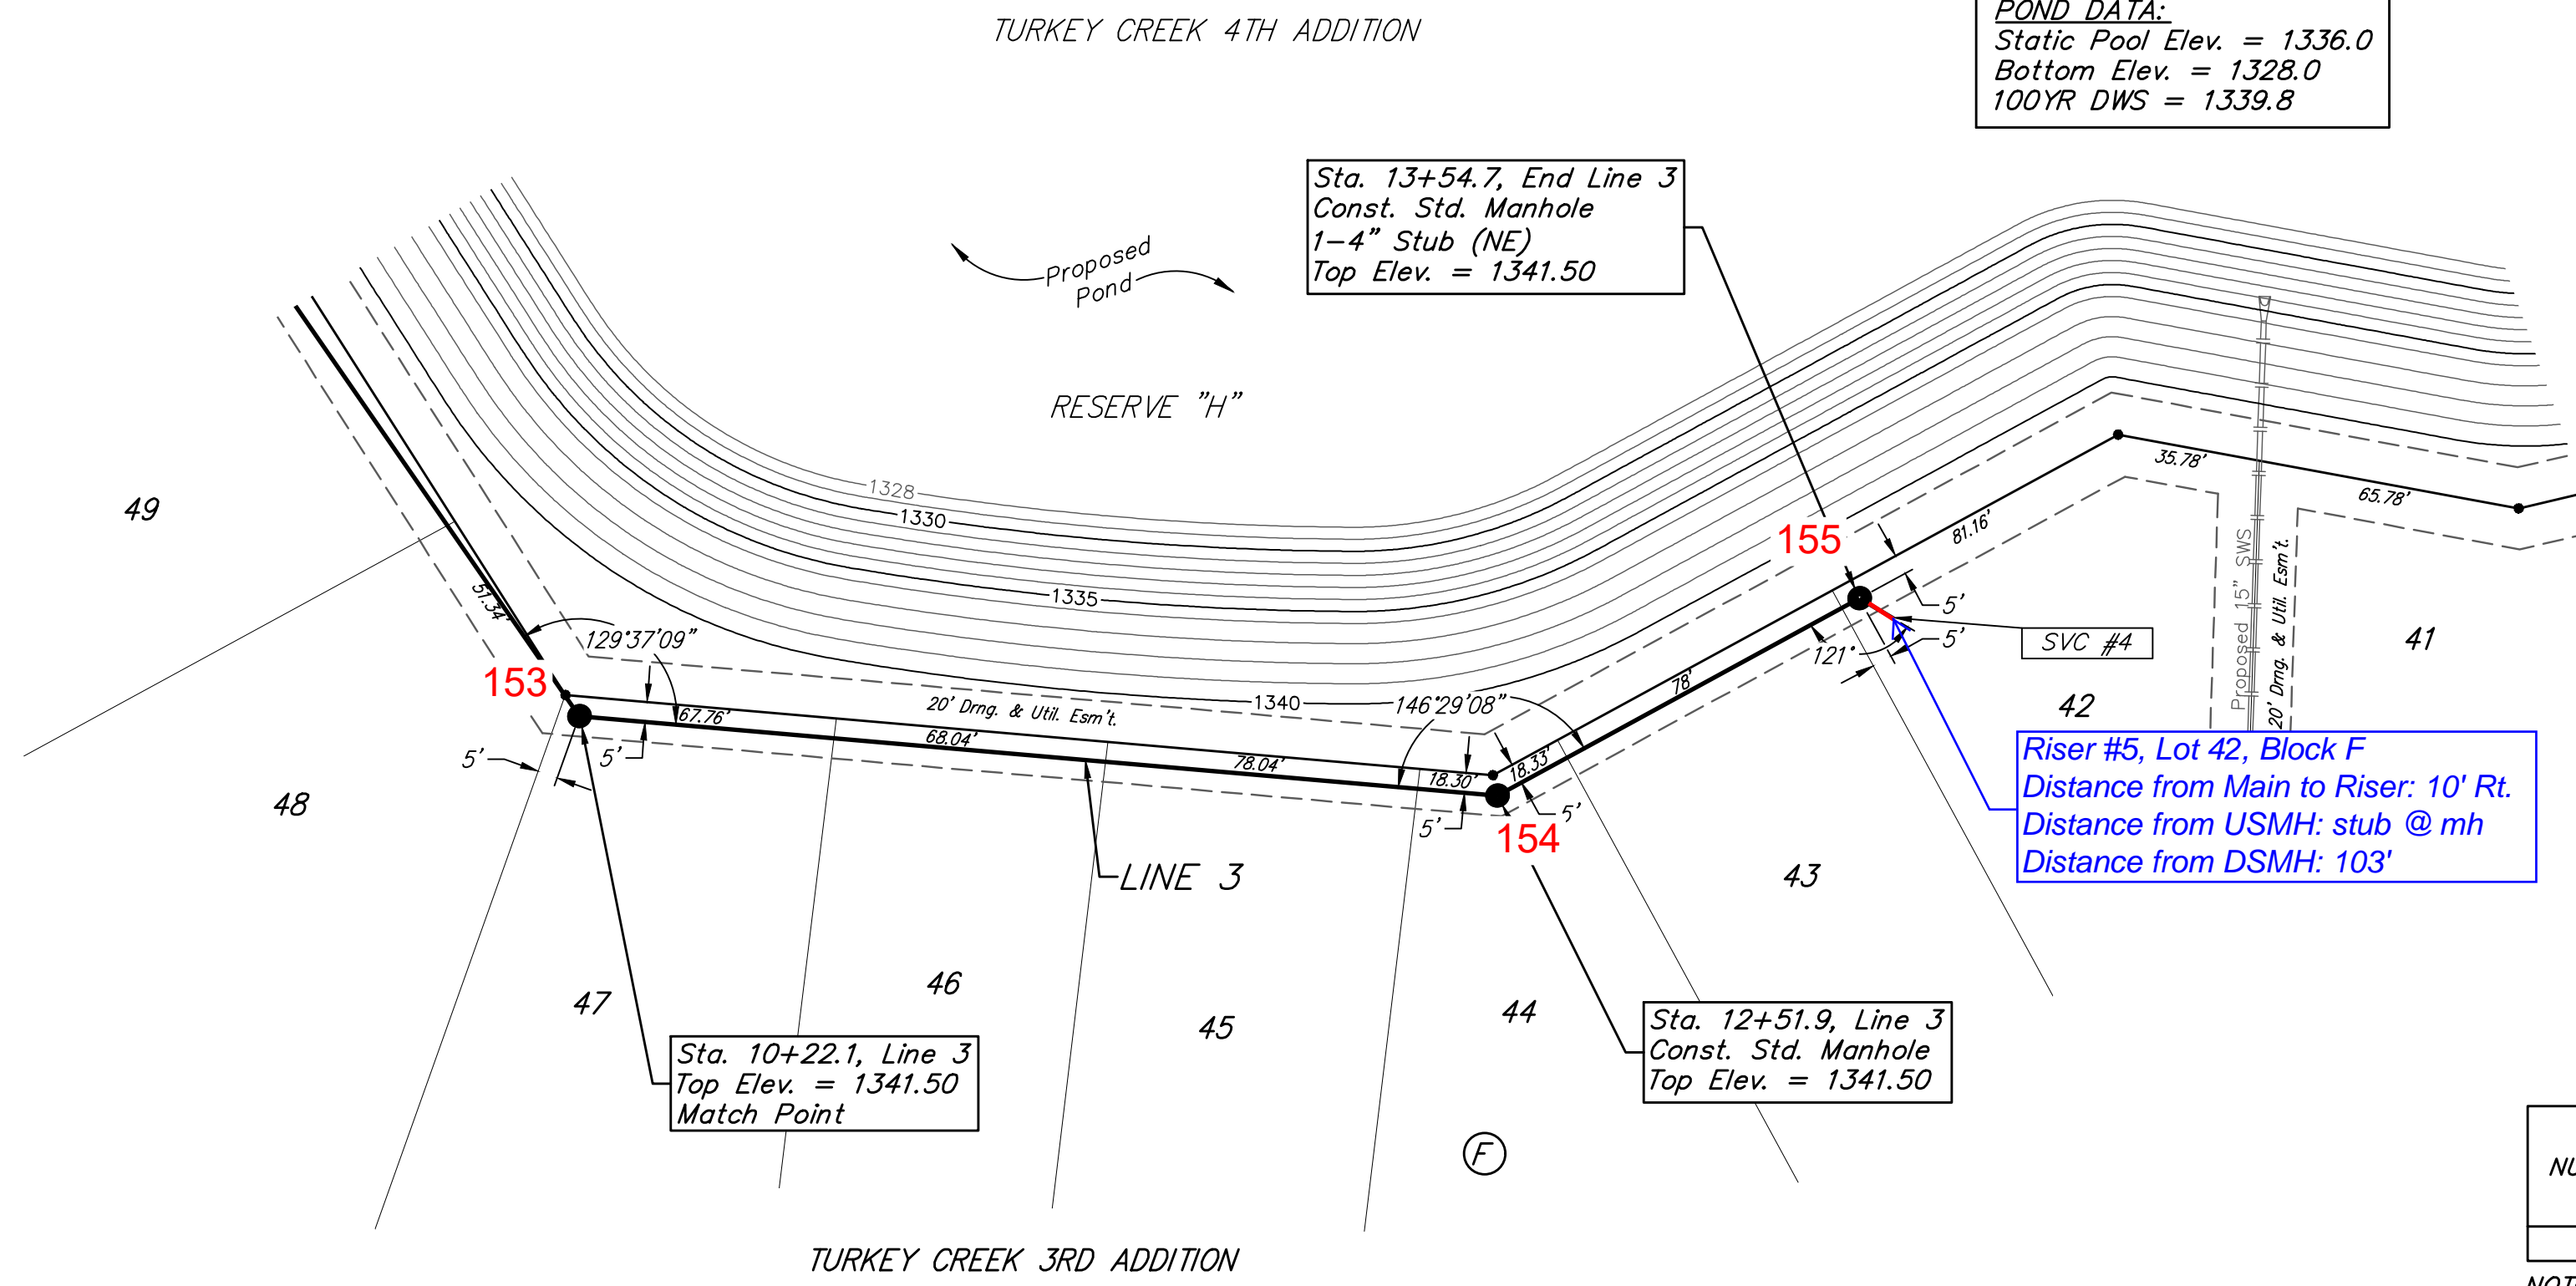 TURKEY CREEK 4TH ADDITION
POND DATA:
Static Pool Elev. = 1336.0
Bottom Elev. = 1328.0
100YR DWS = 1339.8
Sta. 13+54.7, End Line 3
Const. Std. Manhole
1-4" Stub (NE)
Top Elev. = 1341.50
Proposed
Pond
RESERVE "H"
1328
1330
1335
1340
49
51.34'
129°37'09"
153
67.76'
20' Drng. & Util. Esm't.
68.04'
78.04'
18.30'
146°29'08"
18.33'
78'
155
81.16'
35.78'
65.78'
5'
5'
121°
SVC #4
Proposed 15" SWS
20' Drng. & Util. Esm't.
41
42
5'
5'
5'
5'
154
48
LINE 3
43
Riser #5, Lot 42, Block F
Distance from Main to Riser: 10' Rt.
Distance from USMH: stub @ mh
Distance from DSMH: 103'
47
46
45
44
Sta. 10+22.1, Line 3
Top Elev. = 1341.50
Match Point
Sta. 12+51.9, Line 3
Const. Std. Manhole
Top Elev. = 1341.50
F
TURKEY CREEK 3RD ADDITION